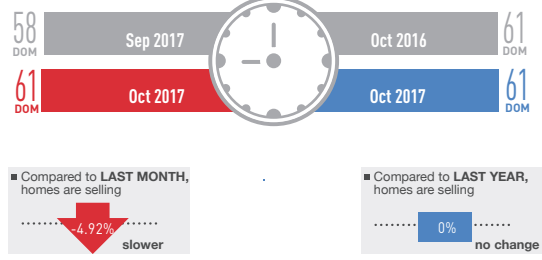 58
DOM
Sep 2017
Oct 2016
61
DOM
61
DOM
Oct 2017
Oct 2017
61
DOM
Compared to LAST MONTH,
homes are selling
-4.92%
slower
Compared to LAST YEAR,
homes are selling
0%
no change